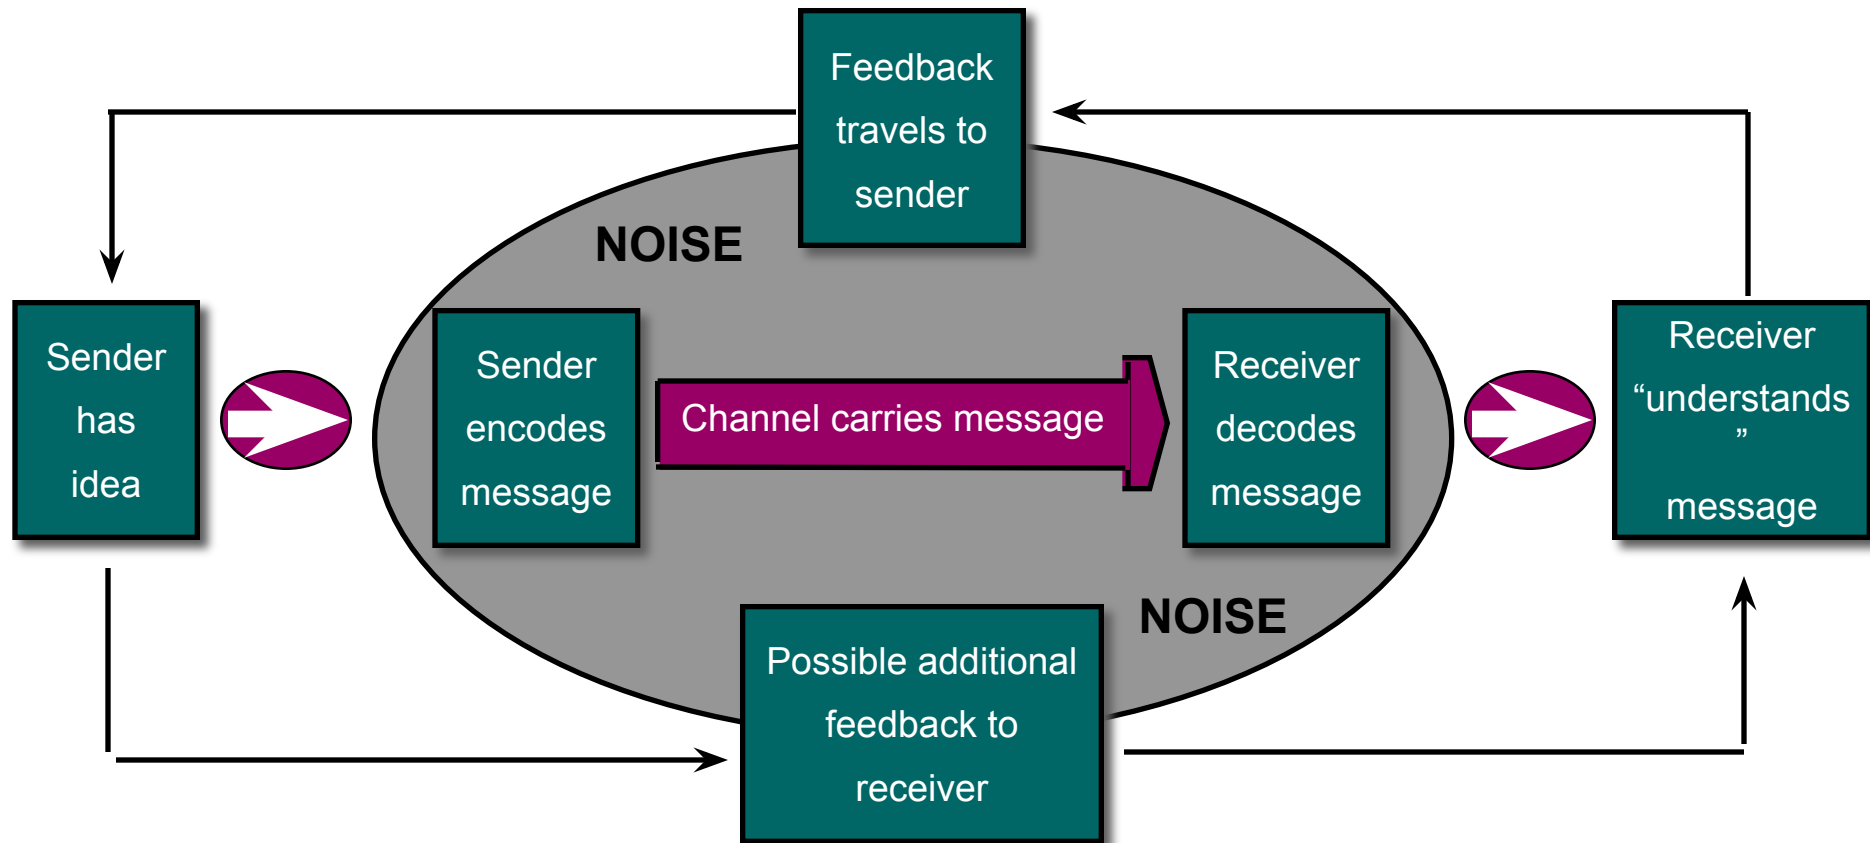 Feedback
travels to
sender
NOISE
Sender
has
idea
Sender
encodes
message
Channel carries message
Receiver
decodes
message
Receiver
“understands
”
message
NOISE
Possible additional
feedback to
receiver